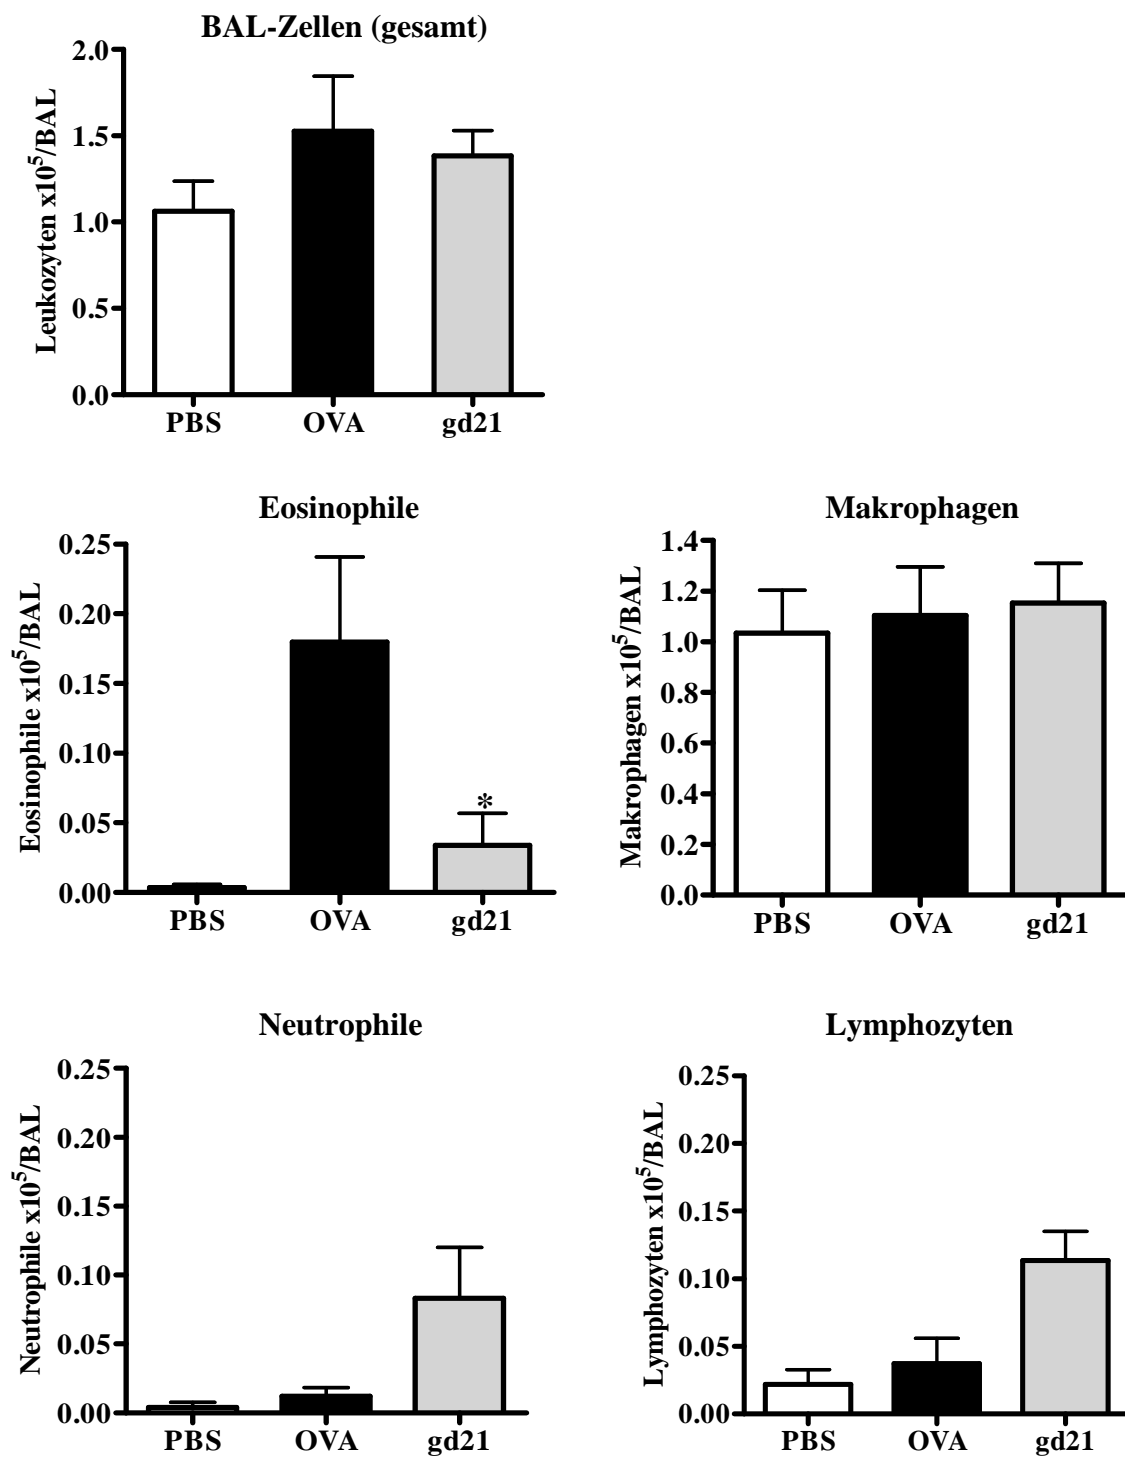 BAL-Zellen (gesamt)
Leukozyten x10⁵/BAL
2.0
1.5
1.0
0.5
0.0
PBS OVA gd21
Eosinophile
Eosinophile x10⁵/BAL
0.25
0.20
0.15
0.10
0.05
0.00
*
PBS OVA gd21
Makrophagen
Makrophagen x10⁵/BAL
1.4
1.2
1.0
0.8
0.6
0.4
0.2
0.0
PBS OVA gd21
Neutrophile
Neutrophile x10⁵/BAL
0.25
0.20
0.15
0.10
0.05
0.00
PBS OVA gd21
Lymphozyten
Lymphozyten x10⁵/BAL
0.25
0.20
0.15
0.10
0.05
0.00
PBS OVA gd21